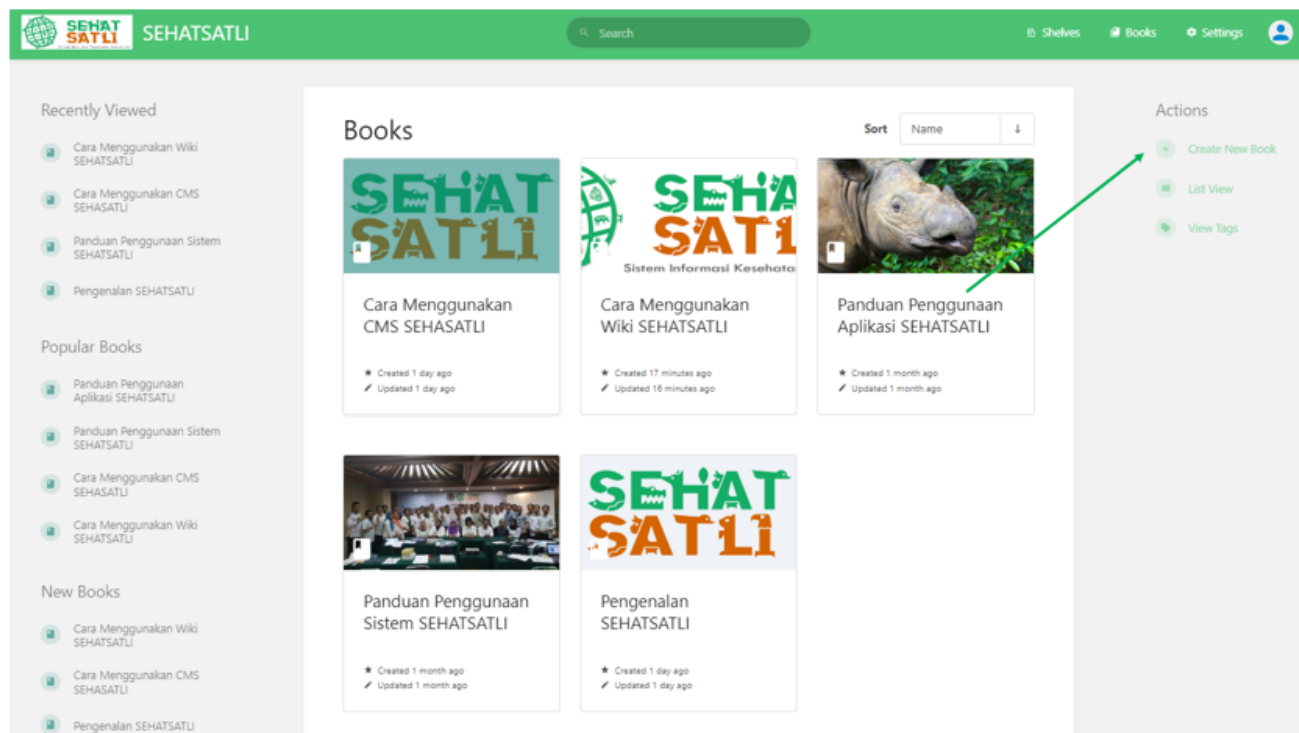 SEHAT
SATLI
SEHATSATLI
Search
Shelves
Books
Settings
Recently Viewed
Cara Menggunakan Wiki
SEHATSATLI
Cara Menggunakan CMS
SEHASATLI
Panduan Penggunaan Sistem
SEHATSATLI
Pengenalan SEHATSATLI
Popular Books
Panduan Penggunaan
Aplikasi SEHATSATLI
Panduan Penggunaan Sistem
SEHATSATLI
Cara Menggunakan CMS
SEHASATLI
Cara Menggunakan Wiki
SEHATSATLI
New Books
Cara Menggunakan Wiki
SEHATSATLI
Cara Menggunakan CMS
SEHASATLI
Pengenalan SEHATSATLI
Books
Sort
Name
SEHAT
SATLI
Cara Menggunakan
CMS SEHASATLI
Created 1 day ago
Updated 1 day ago
SEHA
SATL
Sistem Informasi Kesehata
Cara Menggunakan
Wiki SEHATSATLI
Created 17 minutes ago
Updated 16 minutes ago
Panduan Penggunaan
Aplikasi SEHATSATLI
Created 1 month ago
Updated 1 month ago
Panduan Penggunaan
Sistem SEHATSATLI
Created 1 month ago
Updated 1 month ago
SEHAT
SATLI
Pengenalan
SEHATSATLI
Created 1 day ago
Updated 1 day ago
Actions
Create New Book
List View
View Tags